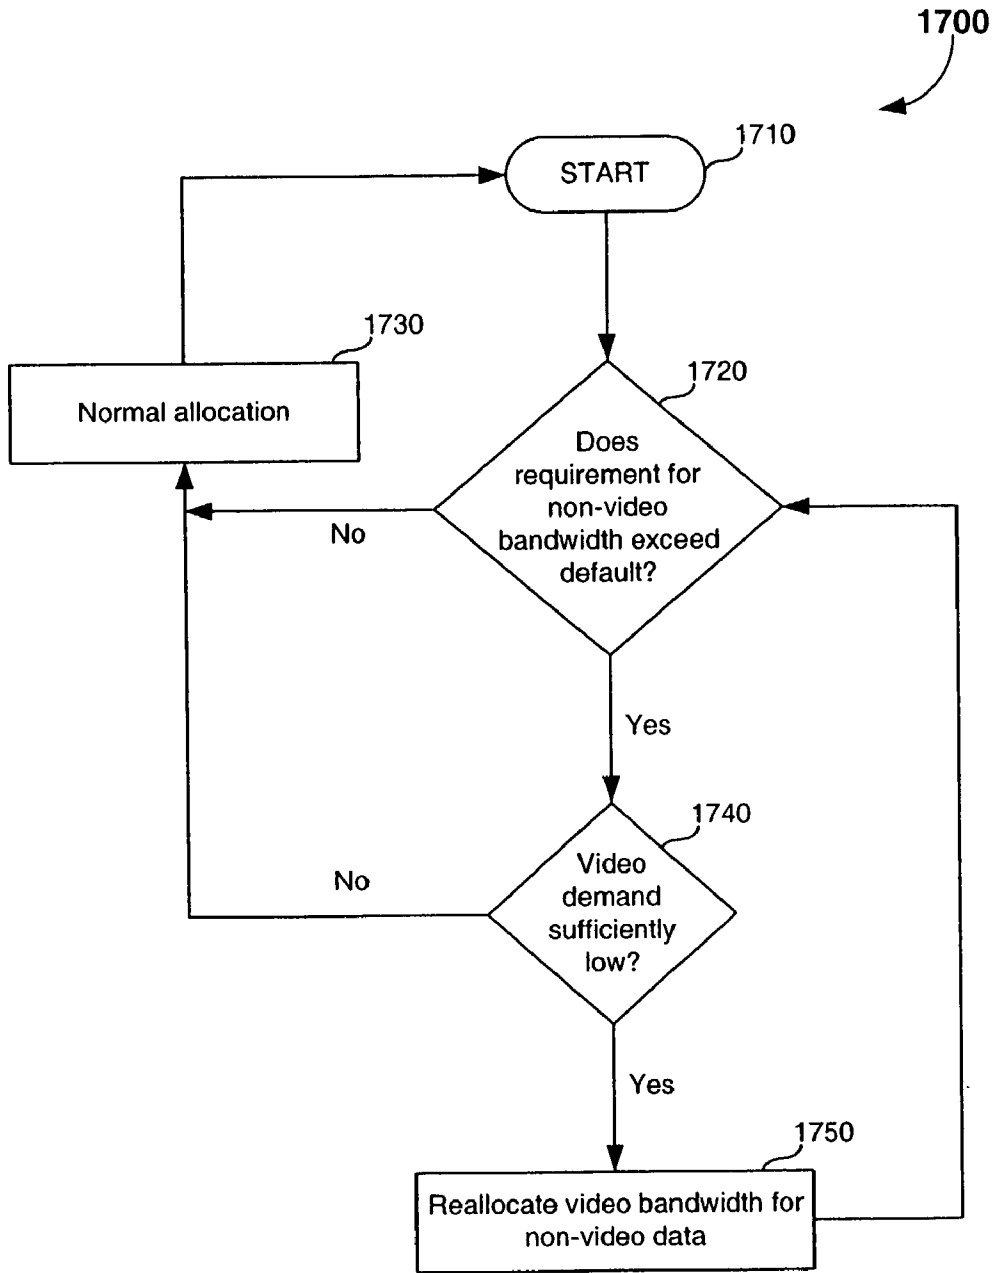 1700
1710
START
1730
Normal allocation
1720
Does
requirement for
non-video
bandwidth exceed
default?
No
Yes
1740
Video
demand
sufficiently
low?
No
Yes
1750
Reallocate video bandwidth for
non-video data